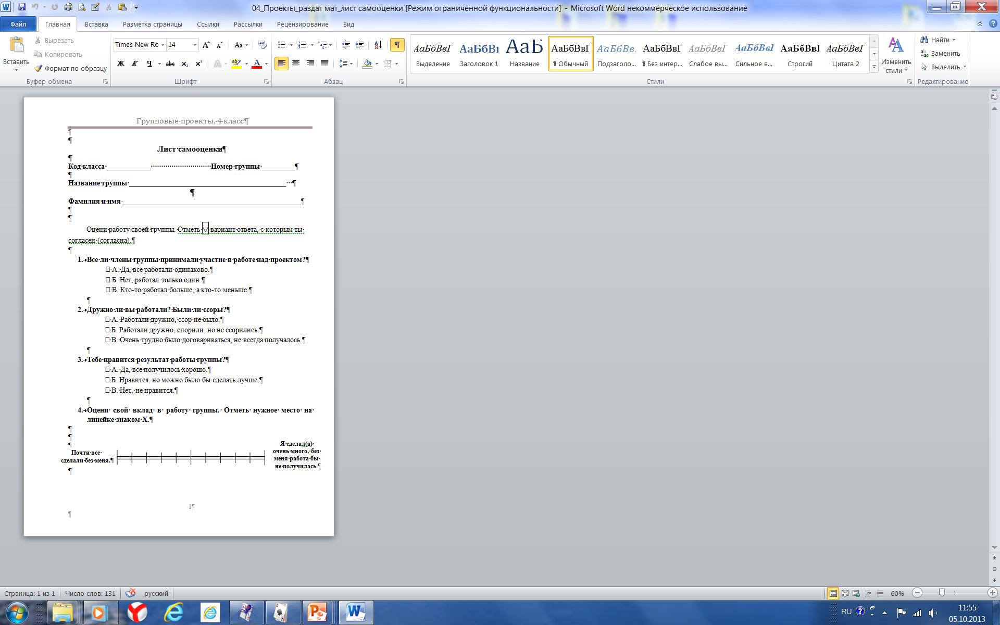 04_Проекты_раздат мат_лист самооценки [Режим ограниченной функциональности] - Microsoft Word некоммерческое использование
Файл Главная Вставка Разметка страницы Ссылки Рассылки Рецензирование Вид
Вставить
Вырезать
Копировать
Формат по образцу
Буфер обмена
Times New Ro 14
Шрифт
Абзац
АаБбВвГ АаБбВı АаЬ АаБбВвГ АаБбВв. АаБбВвГ АаБбВвГ АаБбВвI АаБбВвI АаБбВвГ
Выделение Заголовок 1 Название ¶ Обычный Подзаголо... ¶ Без интер... Слабое вы... Сильное в... Строгий Цитата 2
Стили
Изменить стили
Найти
Заменить
Выделить
Редактирование
Групповые·проекты,·4·класс¶
¶
¶
Лист·самооценки¶
¶
Код·класса·____________·····························Номер·группы·_________¶
¶
Название·группы·___________________________________________···¶
¶
Фамилия·и·имя·_________________________________________________¶
¶
¶
Оцени·работу·своей·группы.·Отметь·∨·вариант·ответа,·с·которым·ты·
согласен·(согласна).¶
¶
1.→Все·ли·члены·группы·принимали·участие·в·работе·над·проектом?¶
□·А.·Да,·все·работали·одинаково.¶
□·Б.·Нет,·работал·только·один.¶
□·В.·Кто-то·работал·больше,·а·кто-то·меньше.¶
¶
2.→Дружно·ли·вы·работали?·Были·ли·ссоры?¶
□·А.·Работали·дружно,·ссор·не·было.¶
□·Б.·Работали·дружно,·спорили,·но·не·ссорились.¶
□·В.·Очень·трудно·было·договариваться,·не·всегда·получалось.¶
¶
3.→Тебе·нравится·результат·работы·группы?¶
□·А.·Да,·все·получилось·хорошо.¶
□·Б.·Нравится,·но·можно·было·бы·сделать·лучше.¶
□·В.·Нет,·не·нравится.¶
¶
4.→Оцени·свой·вклад·в·работу·группы.·Отметь·нужное·место·на·
линейке·знаком·Х.¶
¶
¶
¶
Почти·все·
сделали·без·меня.¶
Я·сделал(а)·
очень·много,·без·
меня·работа·бы·
не·получилась.¶
¶
1¶
¶
Страница: 1 из 1 Число слов: 131 русский 60%
RU 11:55
05.10.2013